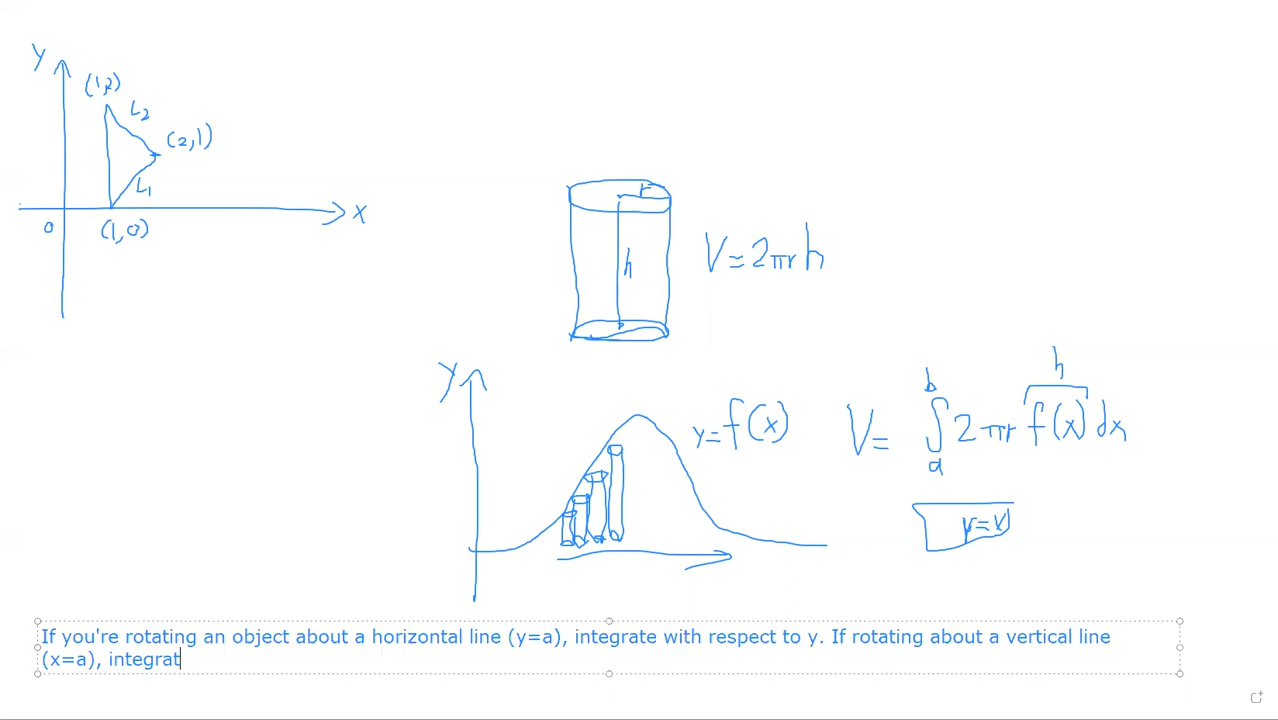 y
(1,2)
L2
(2,1)
L1
0
(1,0)
x
r
h
V=2πrh
y
y=f(x)
h
V= ∫ab 2πr f(x) dx
r=x
If you're rotating an object about a horizontal line (y=a), integrate with respect to y. If rotating about a vertical line
(x=a), integrat